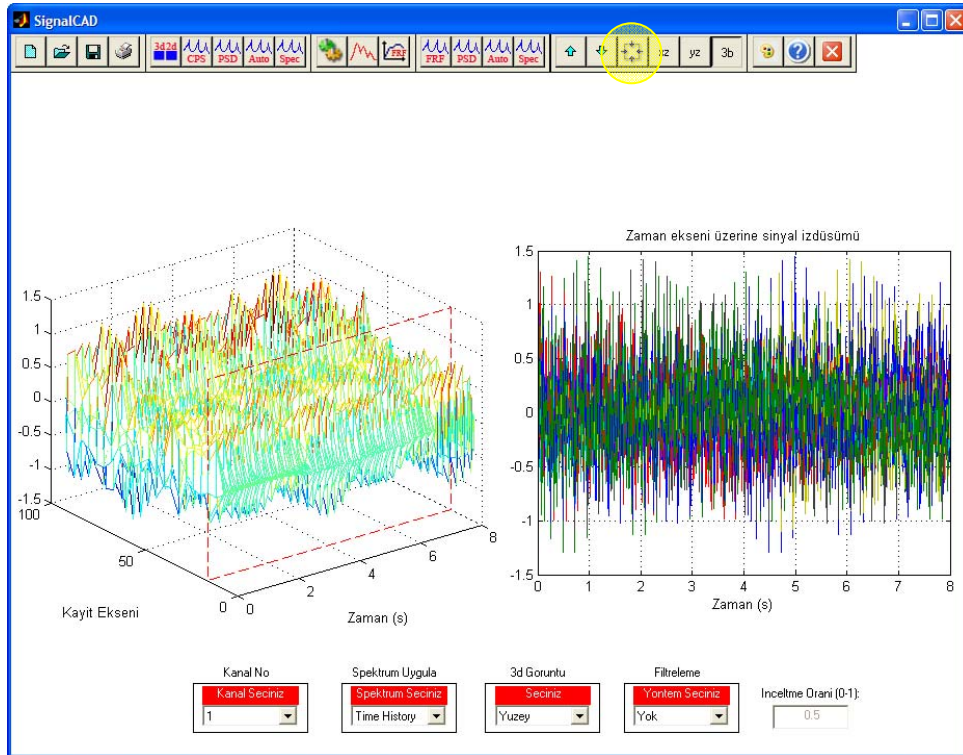 SignalCAD
3d2d CPS PSD Auto Spec FRF FRF PSD Auto Spec xz yz 3b
Zaman ekseni üzerine sinyal izdüsümü
1.5
1
0.5
0
-0.5
-1
-1.5
100
50
0
0
2
4
6
8
Kayit Ekseni
Zaman (s)
1.5
1
0.5
0
-0.5
-1
-1.5
0 1 2 3 4 5 6 7 8
Zaman (s)
Kanal No Spektrum Uygula 3d Goruntu Filtreleme
Kanal Seciniz Spektrum Seciniz Seciniz Yontem Seciniz Inceltme Orani (0-1):
1 Time History Yuzey Yok 0.5